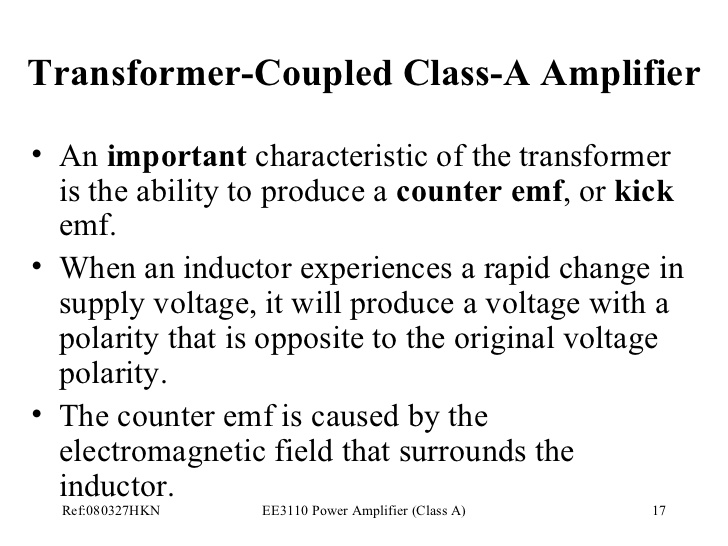 Transformer-Coupled Class-A Amplifier
• An important characteristic of the transformer
is the ability to produce a counter emf, or kick
emf.
• When an inductor experiences a rapid change in
supply voltage, it will produce a voltage with a
polarity that is opposite to the original voltage
polarity.
• The counter emf is caused by the
electromagnetic field that surrounds the
inductor.
Ref:080327HKN EE3110 Power Amplifier (Class A) 17